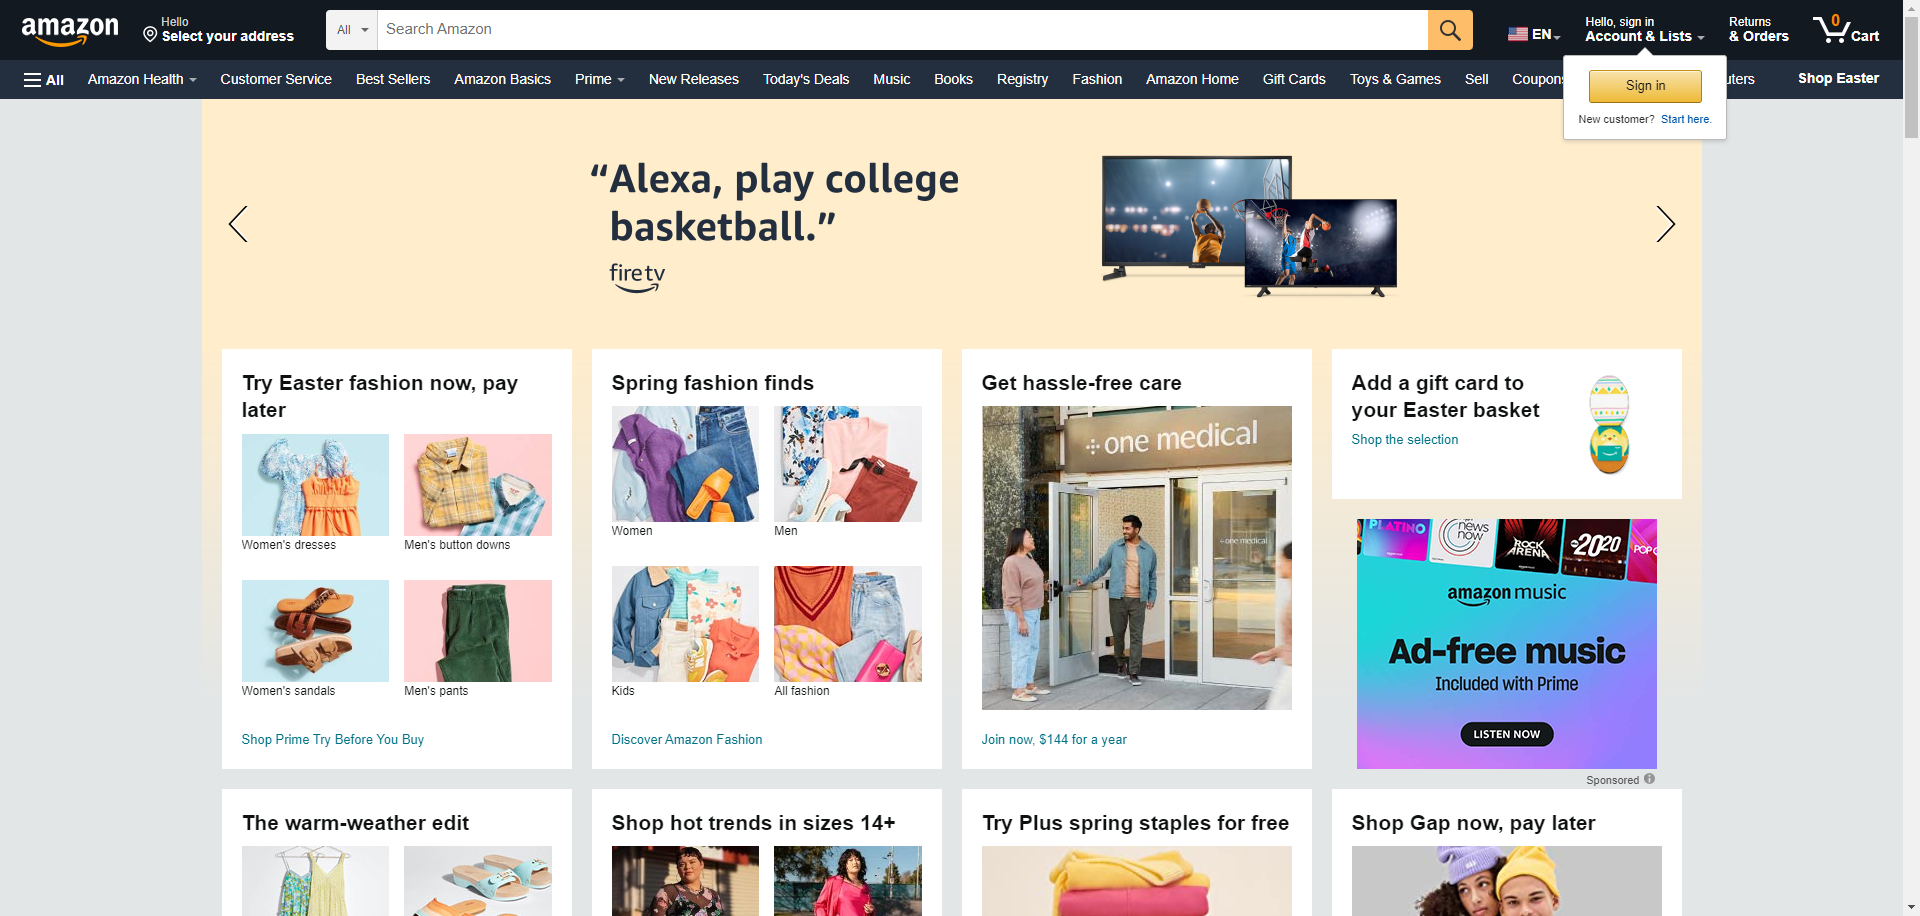 amazon
Hello
Select your address
All
Search Amazon
EN
Hello, sign in
Account & Lists
Returns
& Orders
0
Cart
All
Amazon Health
Customer Service
Best Sellers
Amazon Basics
Prime
New Releases
Today's Deals
Music
Books
Registry
Fashion
Amazon Home
Gift Cards
Toys & Games
Sell
Coupons
uters
Shop Easter
Sign in
New customer? Start here.
“Alexa, play college
basketball.”
fire tv
Try Easter fashion now, pay
later
Women's dresses
Men's button downs
Women's sandals
Men's pants
Shop Prime Try Before You Buy
Spring fashion finds
Women
Men
Kids
All fashion
Discover Amazon Fashion
Get hassle-free care
one medical
one medical
Join now, $144 for a year
Add a gift card to
your Easter basket
Shop the selection
PLATINO
news
now
ROCK
ARENA
2020
POP
amazon music
Ad-free music
Included with Prime
LISTEN NOW
Sponsored
The warm-weather edit
Shop hot trends in sizes 14+
Try Plus spring staples for free
Shop Gap now, pay later